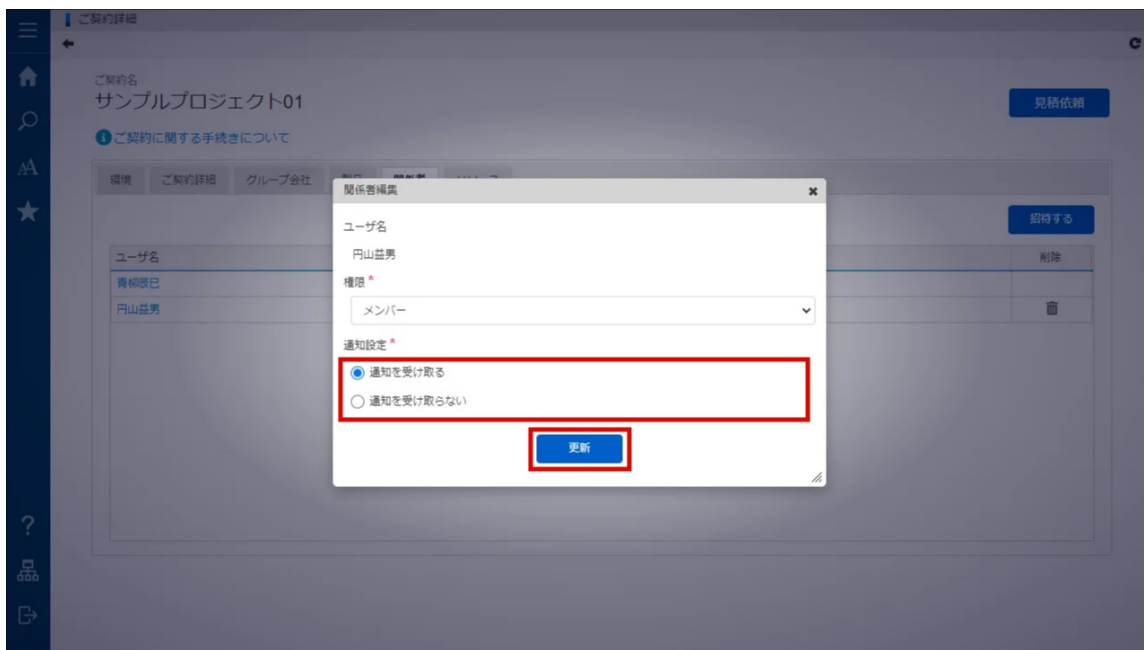 ご契約詳細
ご契約名
サンプルプロジェクト01
見積依頼
ご契約に関する手続きについて
環境 ご契約詳細 グループ会社 製品 関係者
招待する
ユーザ名 削除
青柳辰巳
円山益男
関係者編集
ユーザ名
円山益男
権限 *
メンバー
通知設定 *
通知を受け取る
通知を受け取らない
更新